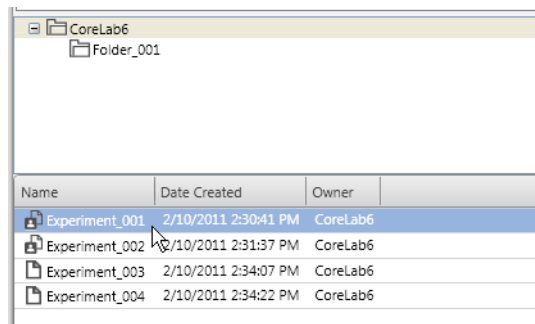 CoreLab6
Folder_001
Name Date Created Owner
Experiment_001 2/10/2011 2:30:41 PM CoreLab6
Experiment_002 2/10/2011 2:31:37 PM CoreLab6
Experiment_003 2/10/2011 2:34:07 PM CoreLab6
Experiment_004 2/10/2011 2:34:22 PM CoreLab6